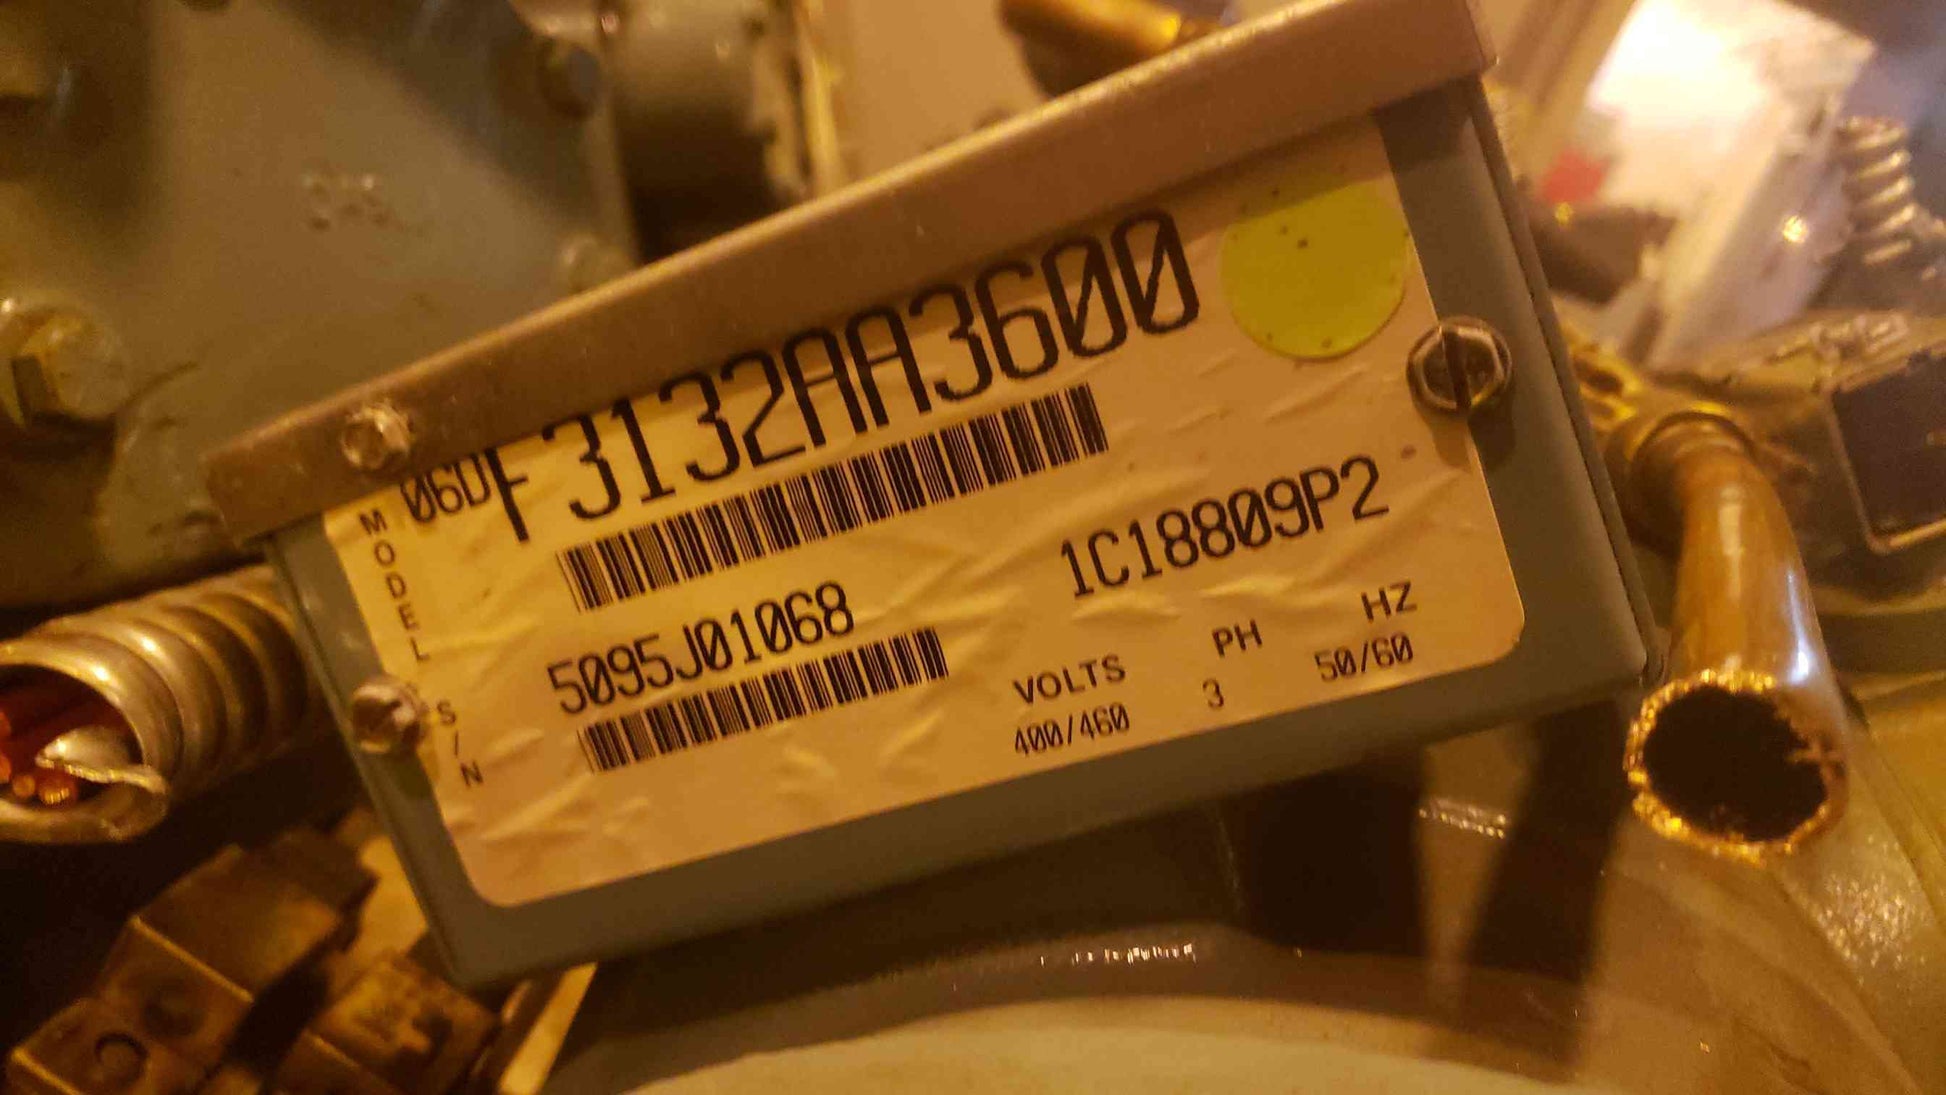 06DF3132AA3600
MODEL
5095J01068
1C18809P2
S/N
VOLTS PH HZ
400/460 3 50/60